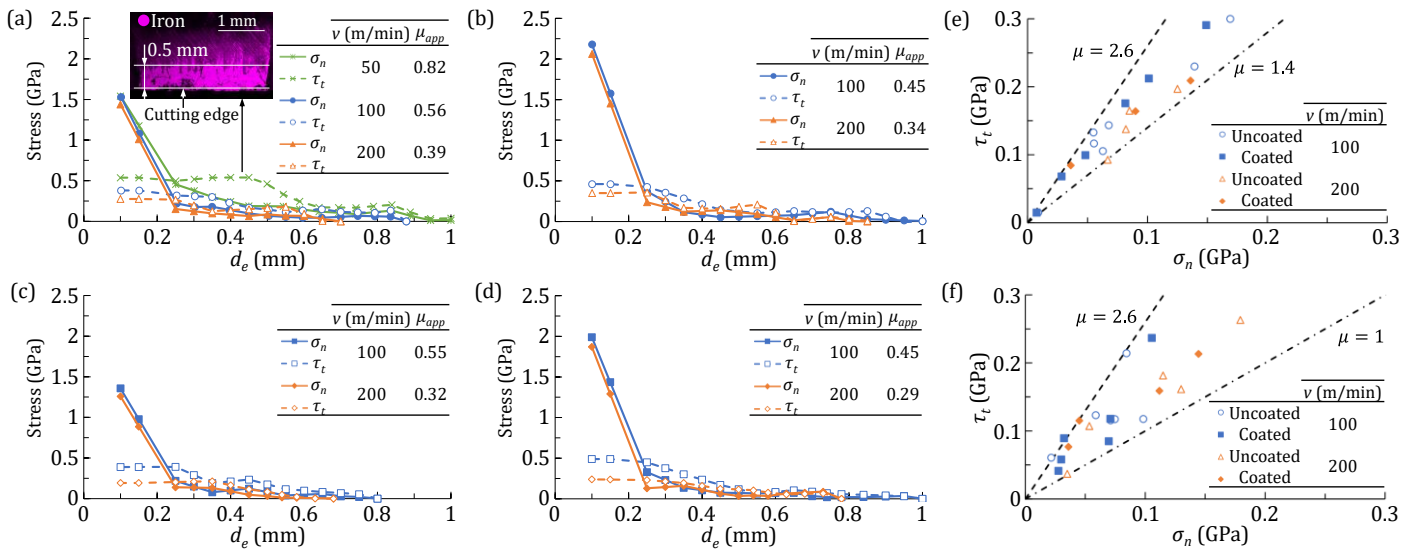 (a)
Iron
1 mm
0.5 mm
Cutting edge
v (m/min) μapp
σn
τt
50 0.82
σn
τt
100 0.56
σn
τt
200 0.39
Stress (GPa)
2.5
2
1.5
1
0.5
0
0 0.2 0.4 0.6 0.8 1
de (mm)
(b)
v (m/min) μapp
σn
τt
100 0.45
σn
τt
200 0.34
Stress (GPa)
2.5
2
1.5
1
0.5
0
0 0.2 0.4 0.6 0.8 1
de (mm)
(e)
μ = 2.6
μ = 1.4
v (m/min)
Uncoated
Coated
100
Uncoated
Coated
200
τt (GPa)
0.3
0.2
0.1
0
0 0.1 0.2 0.3
σn (GPa)
(c)
v (m/min) μapp
σn
τt
100 0.55
σn
τt
200 0.32
Stress (GPa)
2.5
2
1.5
1
0.5
0
0 0.2 0.4 0.6 0.8 1
de (mm)
(d)
v (m/min) μapp
σn
τt
100 0.45
σn
τt
200 0.29
Stress (GPa)
2.5
2
1.5
1
0.5
0
0 0.2 0.4 0.6 0.8 1
de (mm)
(f)
μ = 2.6
μ = 1
v (m/min)
Uncoated
Coated
100
Uncoated
Coated
200
τt (GPa)
0.3
0.2
0.1
0
0 0.1 0.2 0.3
σn (GPa)